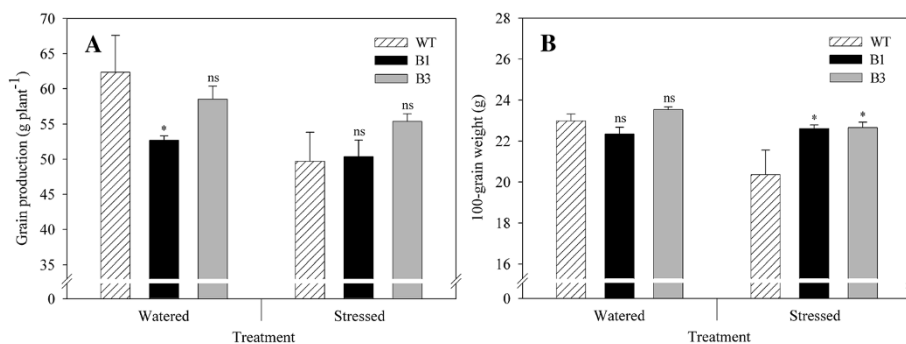 A
Grain production (g plant⁻¹)
70
65
60
55
50
45
40
35
0
WT
B1
B3
*
ns
ns
ns
Watered
Stressed
Treatment
B
100-grain weight (g)
28
26
24
22
20
18
16
0
WT
B1
B3
ns
ns
*
*
Watered
Stressed
Treatment